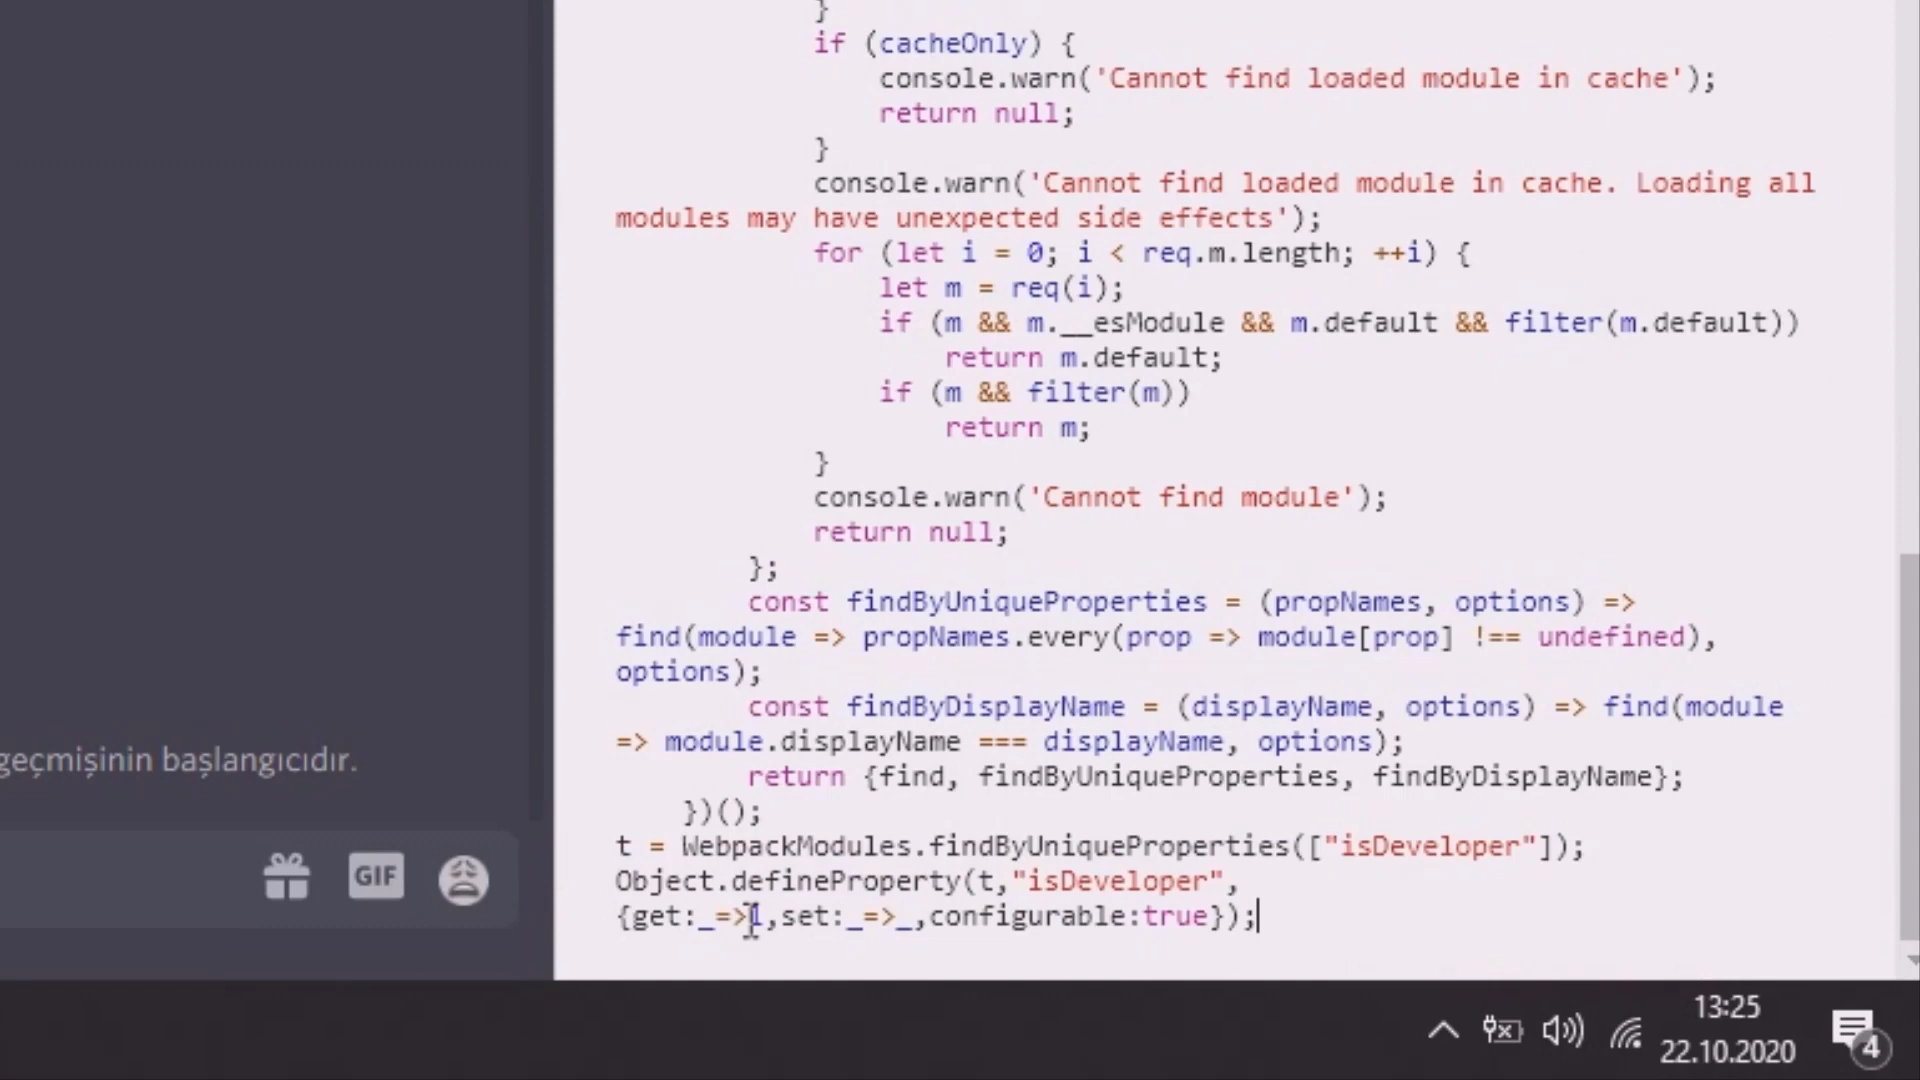 }
if (cacheOnly) {
console.warn('Cannot find loaded module in cache');
return null;
}
console.warn('Cannot find loaded module in cache. Loading all
modules may have unexpected side effects');
for (let i = 0; i < req.m.length; ++i) {
let m = req(i);
if (m && m.__esModule && m.default && filter(m.default))
return m.default;
if (m && filter(m))
return m;
}
console.warn('Cannot find module');
return null;
};
const findByUniqueProperties = (propNames, options) =>
find(module => propNames.every(prop => module[prop] !== undefined),
options);
const findByDisplayName = (displayName, options) => find(module
=> module.displayName === displayName, options);
return {find, findByUniqueProperties, findByDisplayName};
})();
t = WebpackModules.findByUniqueProperties(["isDeveloper"]);
Object.defineProperty(t,"isDeveloper",
{get:_=>1,set:_=>_,configurable:true});
geçmişinin başlangıcıdır.
GIF
13:25
22.10.2020
4